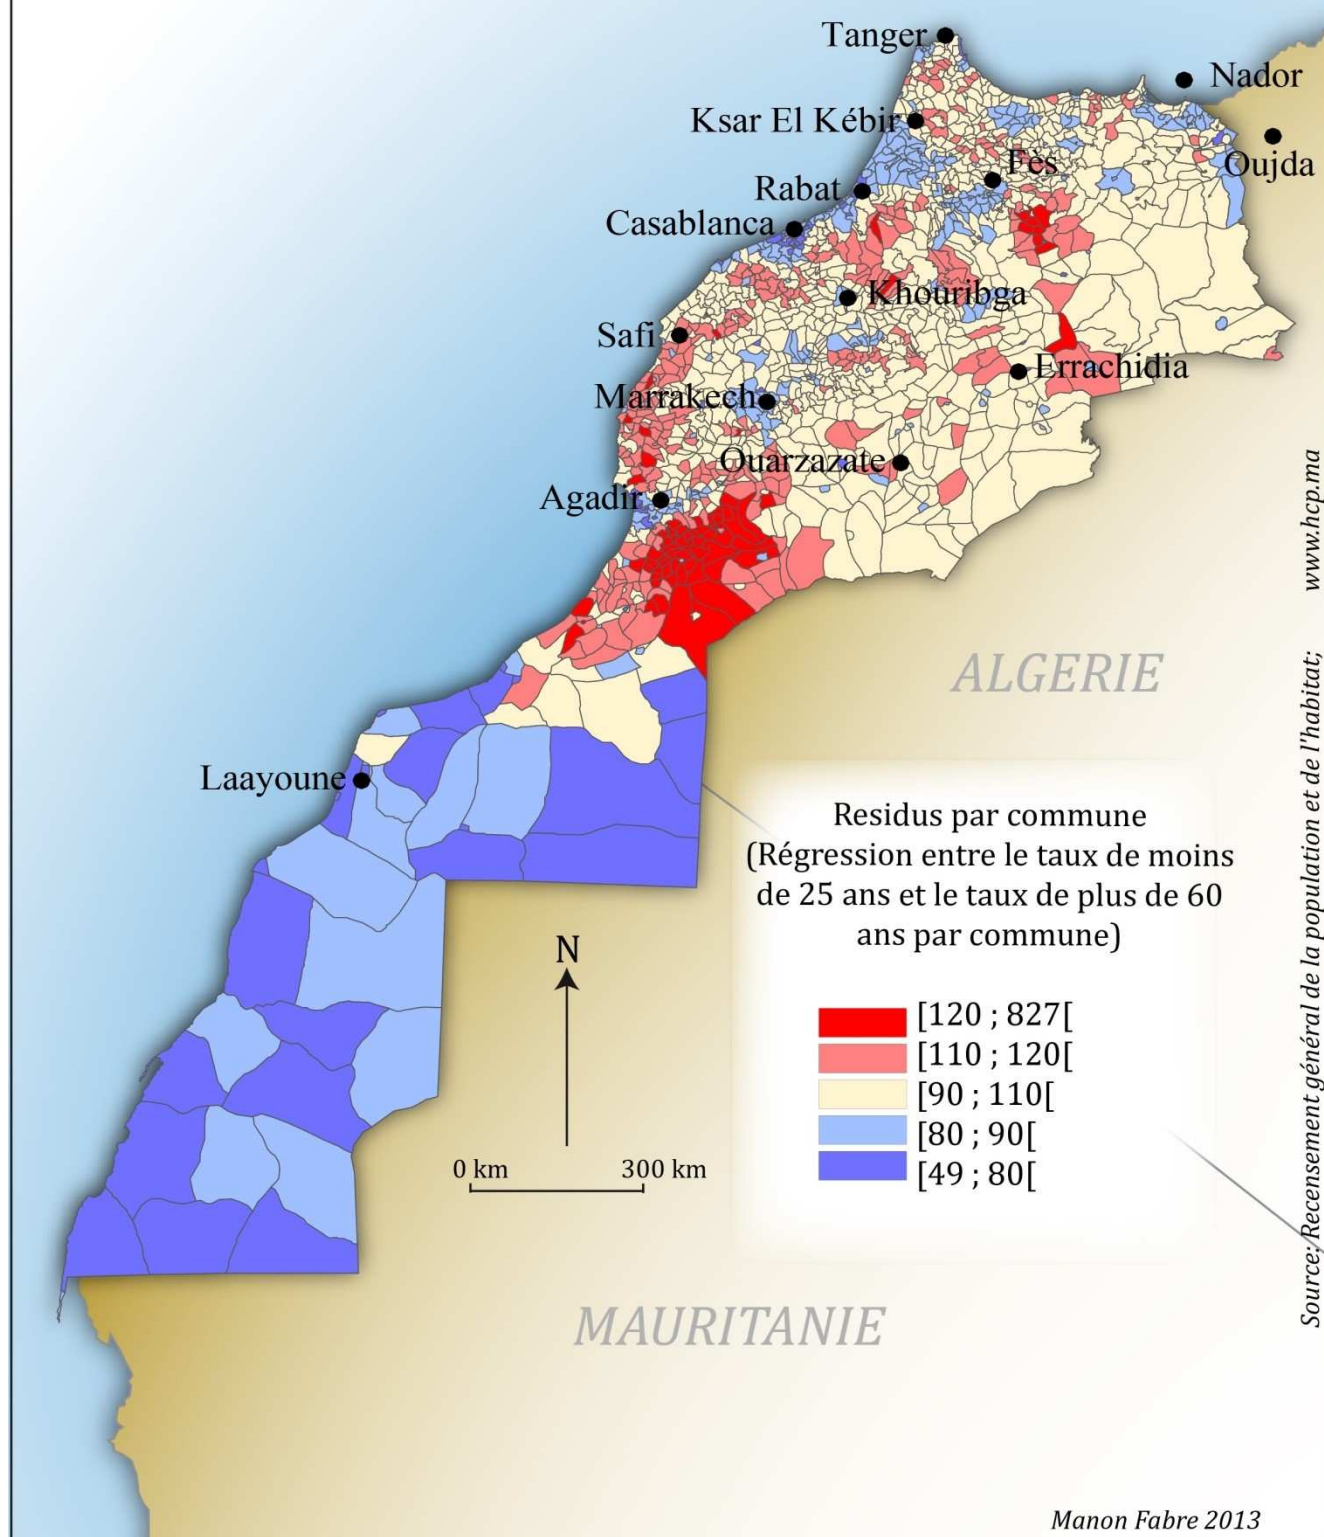 Tanger
Nador
Ksar El Kébir
Oujda
Fès
Rabat
Casablanca
Khouribga
Safi
Errachidia
Marrakech
Ouarzazate
Agadir
ALGERIE
Laayoune
Residus par commune
(Régression entre le taux de moins
de 25 ans et le taux de plus de 60
ans par commune)
N
[120 ; 827[
[110 ; 120[
[90 ; 110[
[80 ; 90[
[49 ; 80[
0 km 300 km
MAURITANIE
Source: Recensement général de la population et de l'habitat; www.hcp.ma
Manon Fabre 2013